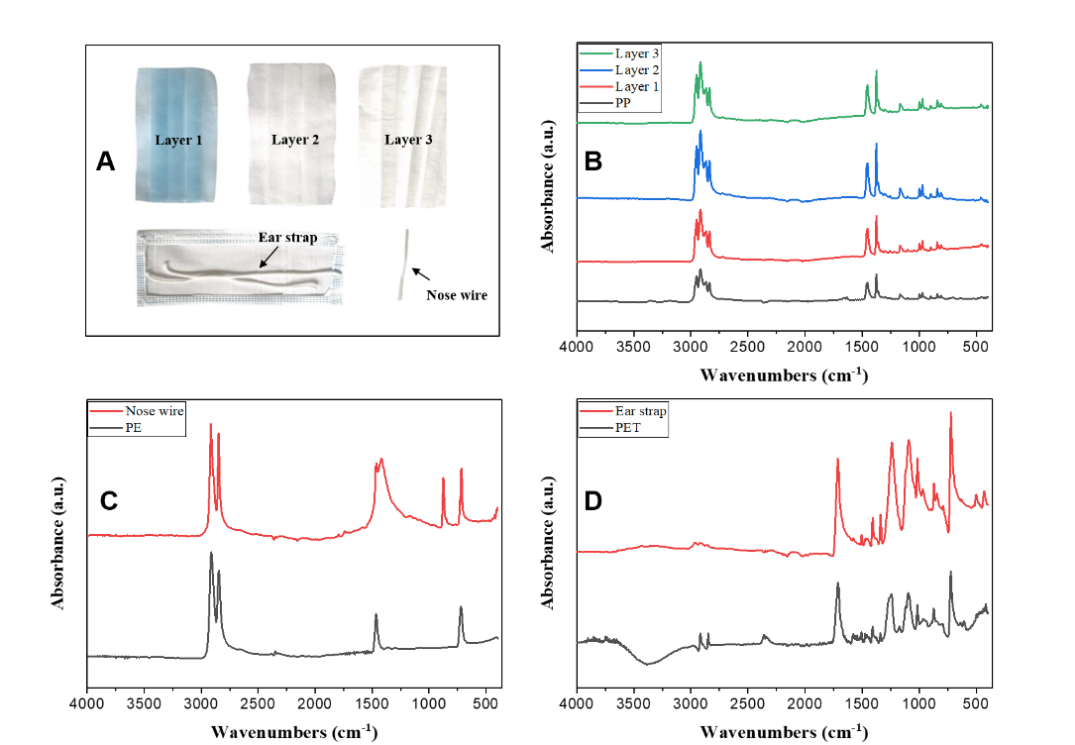 A
Layer 1
Layer 2
Layer 3
Ear strap
Nose wire
B
Layer 3
Layer 2
Layer 1
PP
Absorbance (a.u.)
4000 3500 3000 2500 2000 1500 1000 500
Wavenumbers (cm⁻¹)
C
Nose wire
PE
Absorbance (a.u.)
4000 3500 3000 2500 2000 1500 1000 500
Wavenumbers (cm⁻¹)
D
Ear strap
PET
Absorbance (a.u.)
4000 3500 3000 2500 2000 1500 1000 500
Wavenumbers (cm⁻¹)